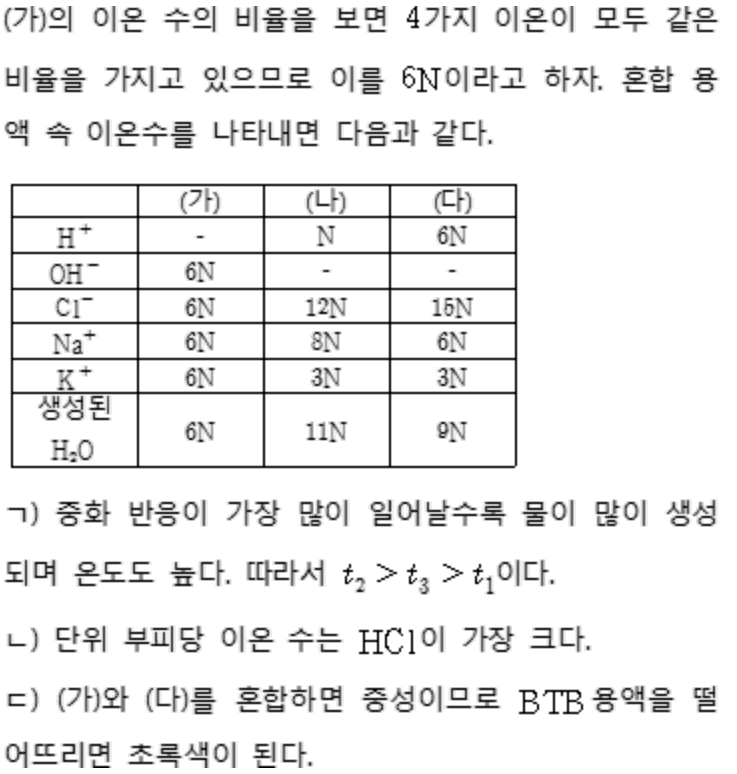 (가)의 이온 수의 비율을 보면 4가지 이온이 모두 같은
비율을 가지고 있으므로 이를 6N이라고 하자. 혼합 용
액 속 이온수를 나타내면 다음과 같다.
(가) (나) (다)
H⁺ - N 6N
OH⁻ 6N - -
Cl⁻ 6N 12N 15N
Na⁺ 6N 8N 6N
K⁺ 6N 3N 3N
생성된
H₂O 6N 11N 9N
ㄱ) 중화 반응이 가장 많이 일어날수록 물이 많이 생성
되며 온도도 높다. 따라서 t₂ > t₃ > t₁이다.
ㄴ) 단위 부피당 이온 수는 HCl이 가장 크다.
ㄷ) (가)와 (다)를 혼합하면 중성이므로 BTB 용액을 떨
어뜨리면 초록색이 된다.